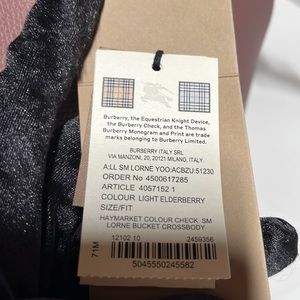 Burberry, the Equestrian Knight Device,
the Burberry Check, and the Thomas
Burberry Monogram and Print are trade
marks belonging to Burberry Limited.
BURBERRY ITALY SRL
VIA MANZONI, 20, 20121 MILANO, ITALY.
A:LL SM LORNE YOO:ACBZU:51230
ORDER No 4500617285
ARTICLE 4057152 1
COLOUR LIGHT ELDERBERRY
SIZE/FIT
HAYMARKET COLOUR CHECK SM
LORNE BUCKET CROSSBODY
12102 10 2459356
71M
5045550245582